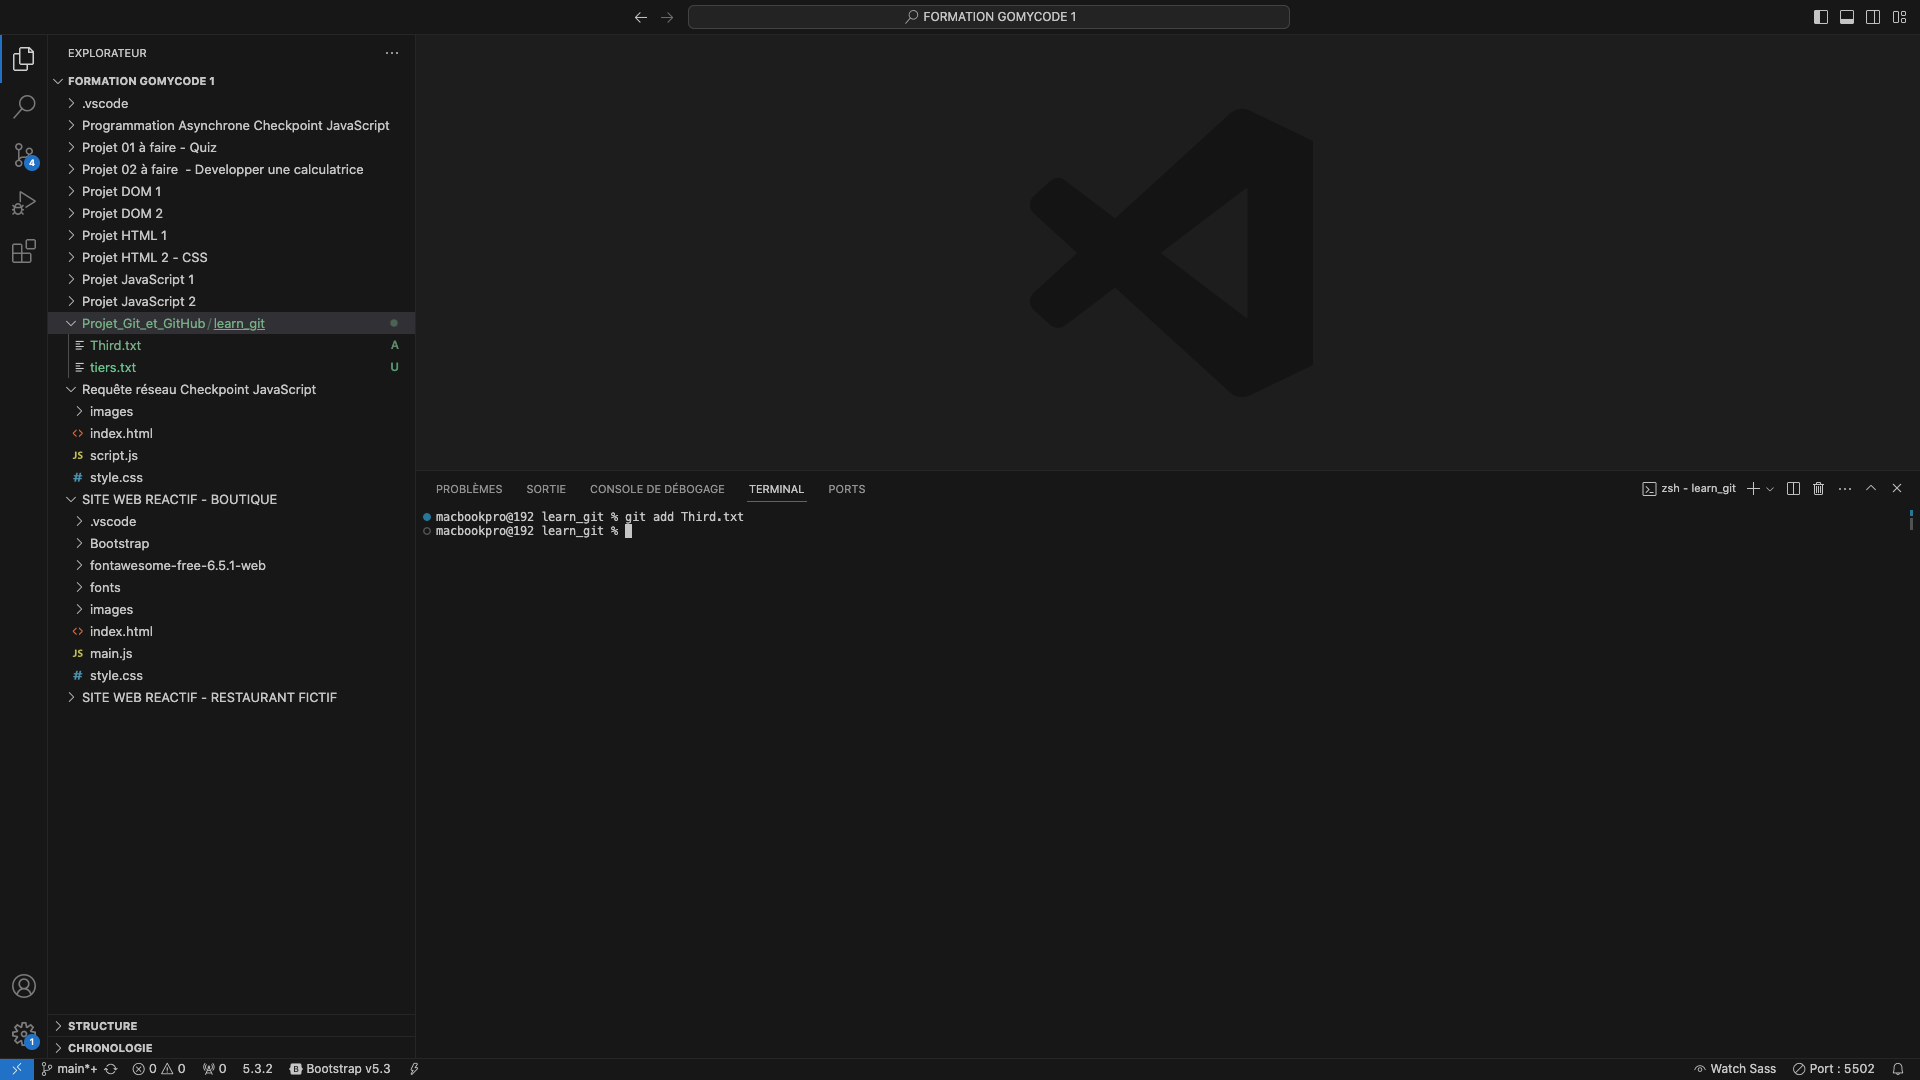 FORMATION GOMYCODE 1
EXPLORATEUR
FORMATION GOMYCODE 1
.vscode
Programmation Asynchrone Checkpoint JavaScript
Projet 01 à faire - Quiz
Projet 02 à faire - Developper une calculatrice
Projet DOM 1
Projet DOM 2
Projet HTML 1
Projet HTML 2 - CSS
Projet JavaScript 1
Projet JavaScript 2
Projet_Git_et_GitHub/learn_git
Third.txt A
tiers.txt U
Requête réseau Checkpoint JavaScript
images
index.html
JS script.js
# style.css
SITE WEB REACTIF - BOUTIQUE
.vscode
Bootstrap
fontawesome-free-6.5.1-web
fonts
images
index.html
JS main.js
# style.css
SITE WEB REACTIF - RESTAURANT FICTIF
STRUCTURE
CHRONOLOGIE
4
1
PROBLÈMES SORTIE CONSOLE DE DÉBOGAGE TERMINAL PORTS
zsh - learn_git
macbookpro@192 learn_git % git add Third.txt
macbookpro@192 learn_git %
main*+ 0 0 0 5.3.2 B Bootstrap v5.3 Watch Sass Port : 5502